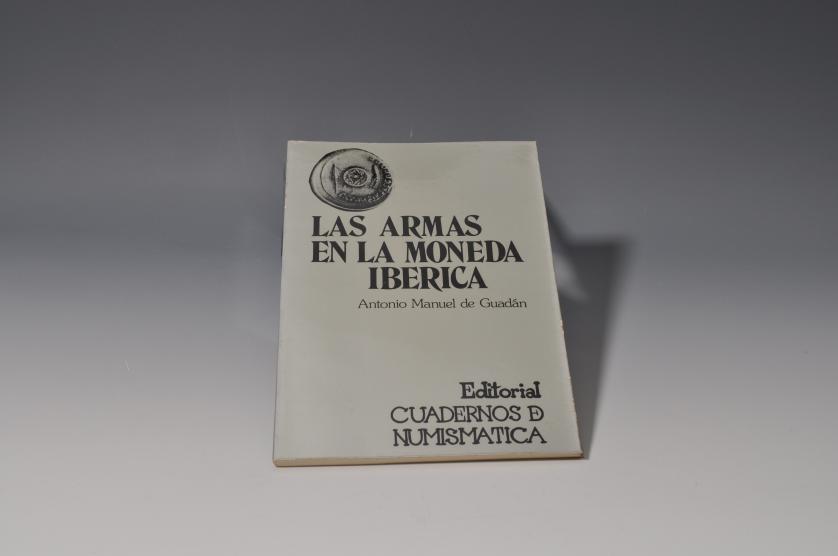 LAS ARMAS
EN LA MONEDA
IBERICA
Antonio Manuel de Guadán
Editorial
CUADERNOS DE
NUMISMATICA